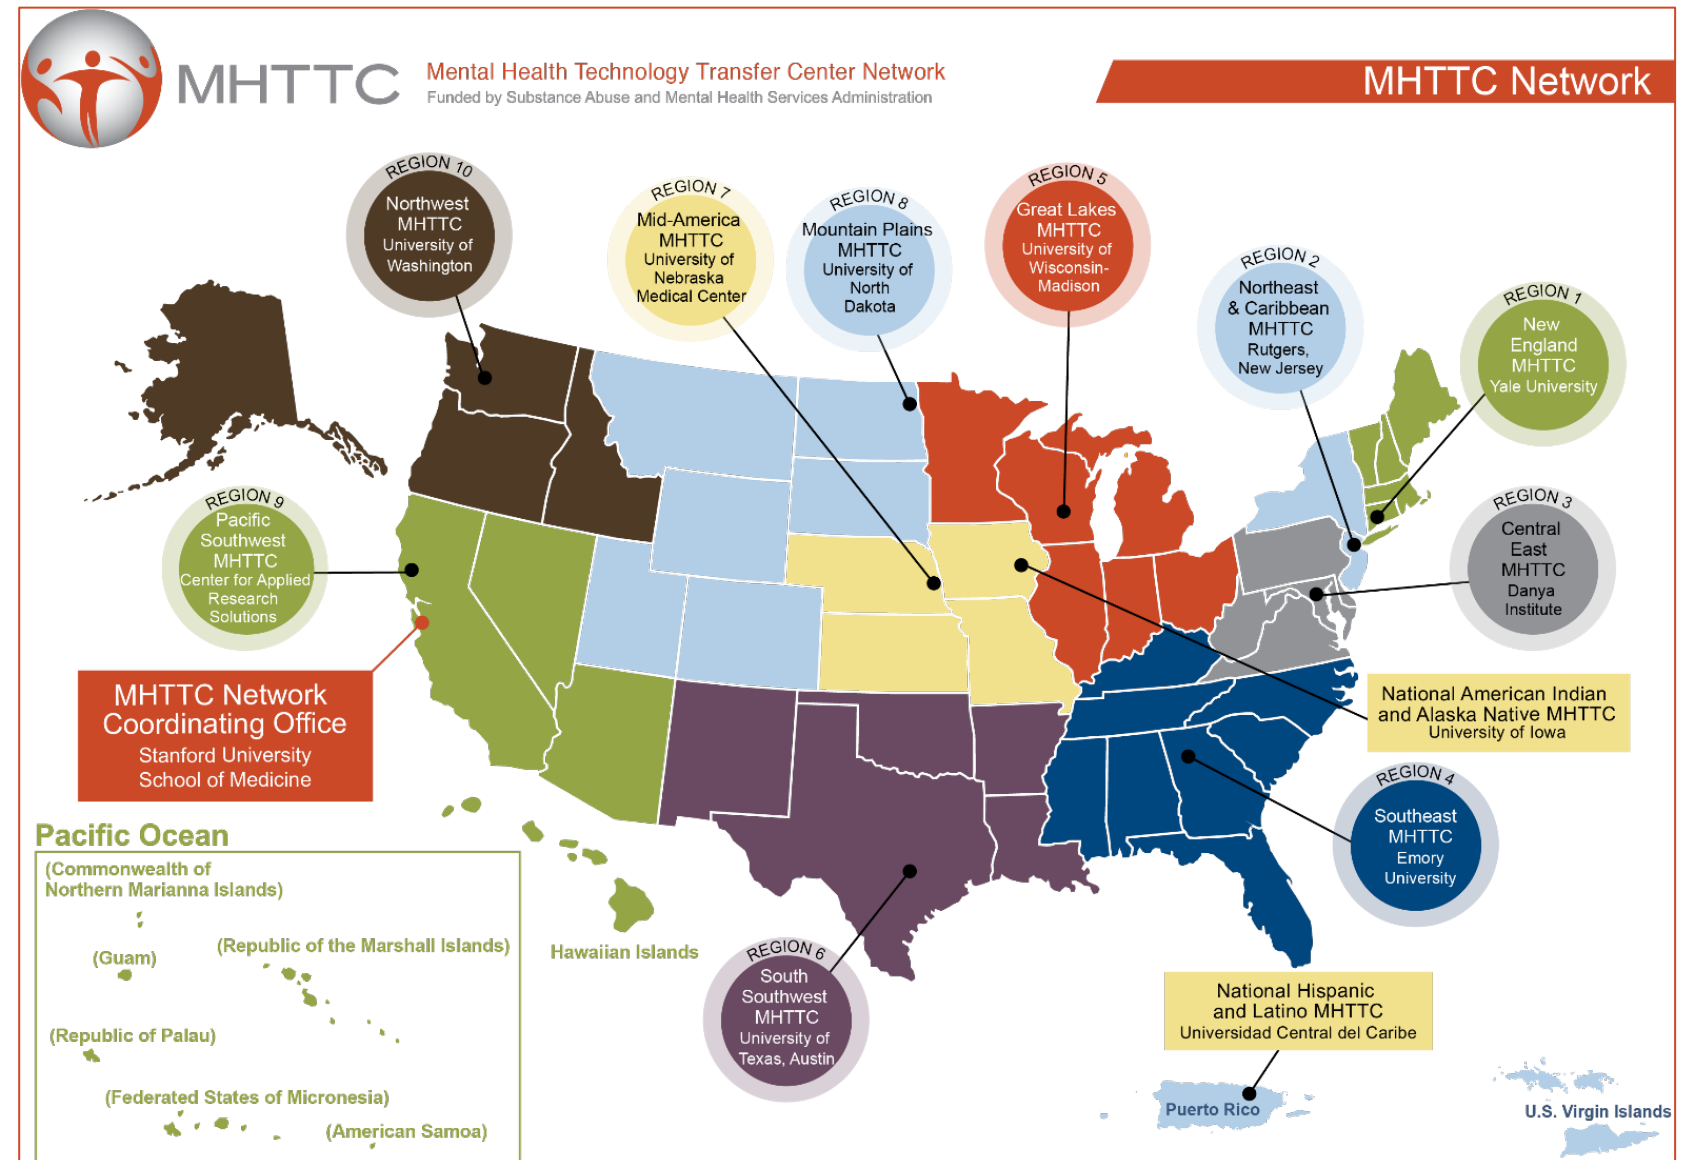 MHTTC
Mental Health Technology Transfer Center Network
Funded by Substance Abuse and Mental Health Services Administration
MHTTC Network
REGION 10
Northwest
MHTTC
University of
Washington
REGION 7
Mid-America
MHTTC
University of
Nebraska
Medical Center
REGION 8
Mountain Plains
MHTTC
University of
North
Dakota
REGION 5
Great Lakes
MHTTC
University of
Wisconsin-
Madison
REGION 2
Northeast
& Caribbean
MHTTC
Rutgers,
New Jersey
REGION 1
New
England
MHTTC
Yale University
REGION 9
Pacific
Southwest
MHTTC
Center for Applied
Research
Solutions
REGION 3
Central
East
MHTTC
Danya
Institute
MHTTC Network
Coordinating Office
Stanford University
School of Medicine
National American Indian
and Alaska Native MHTTC
University of Iowa
REGION 4
Southeast
MHTTC
Emory
University
Pacific Ocean
(Commonwealth of
Northern Marianna Islands)
(Guam)
(Republic of the Marshall Islands)
(Republic of Palau)
(Federated States of Micronesia)
(American Samoa)
Hawaiian Islands
REGION 6
South
Southwest
MHTTC
University of
Texas, Austin
National Hispanic
and Latino MHTTC
Universidad Central del Caribe
Puerto Rico
U.S. Virgin Islands